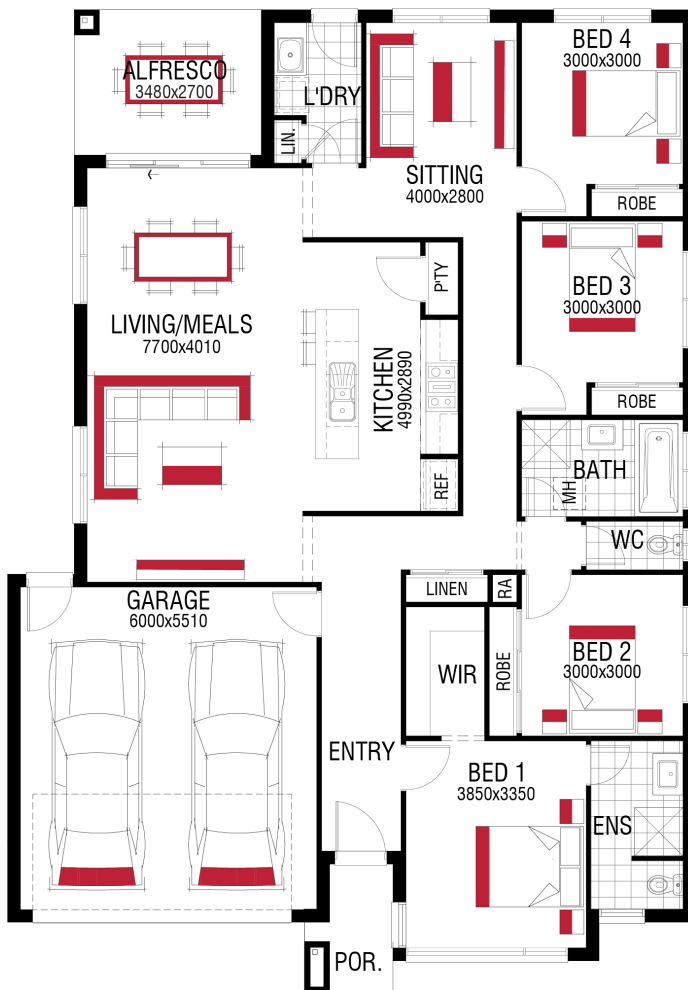 ALFRESCO
3480x2700
L'DRY
LIN.
SITTING
4000x2800
BED 4
3000x3000
ROBE
BED 3
3000x3000
ROBE
LIVING/MEALS
7700x4010
P'TY
KITCHEN
4990x2890
REF
BATH
MH
WC
LINEN
RA
GARAGE
6000x5510
WIR
ROBE
BED 2
3000x3000
ENTRY
BED 1
3850x3350
ENS
POR.